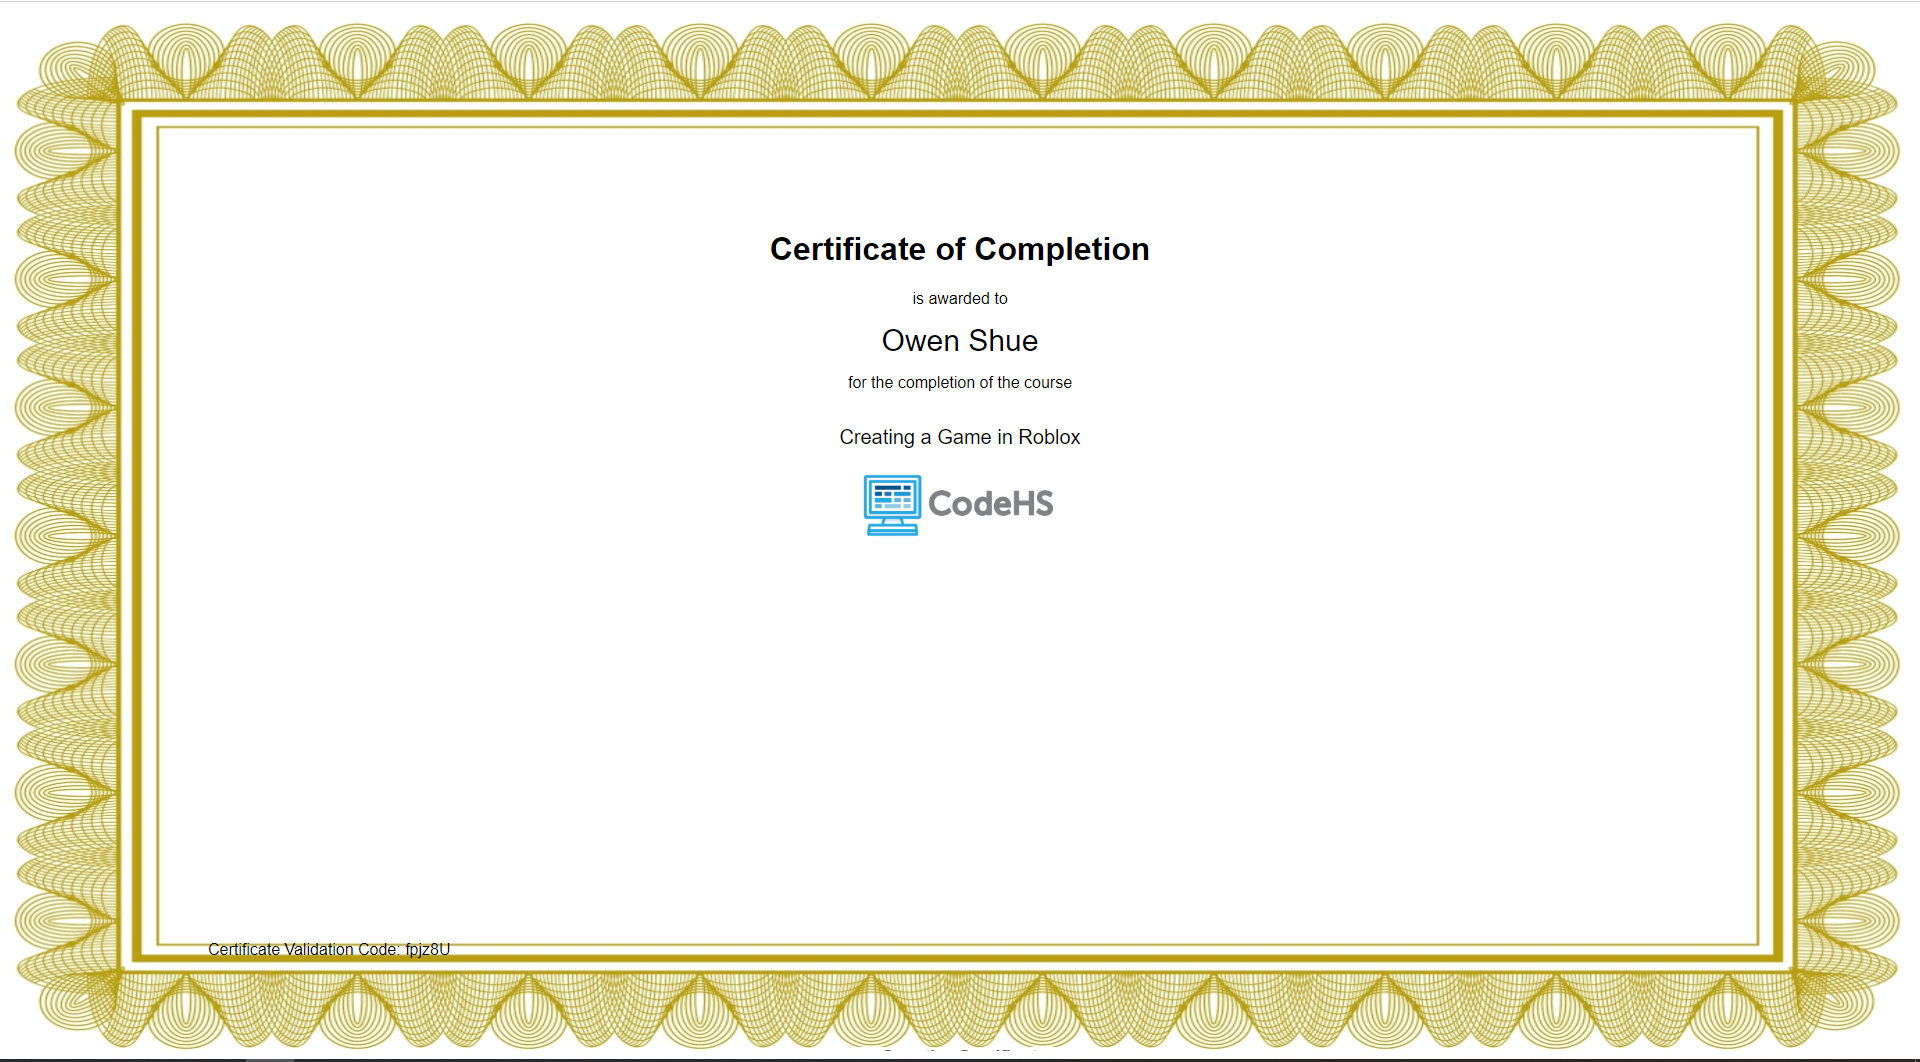 Certificate of Completion
is awarded to
Owen Shue
for the completion of the course
Creating a Game in Roblox
CodeHS
Certificate Validation Code: fpjz8U